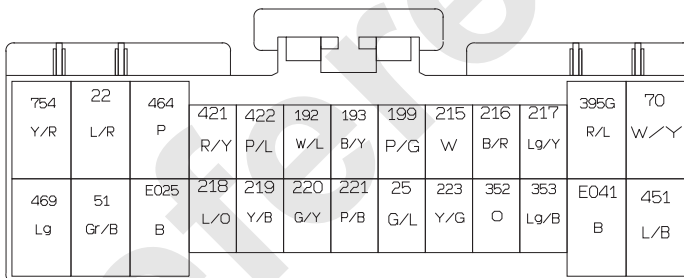 754 22 464 421 422 192 193 199 215 216 217 395G 70
Y/R L/R P R/Y P/L W/L B/Y P/G W B/R Lg/Y R/L W/Y
469 51 E025 218 219 220 221 25 223 352 353 E041 451
Lg Gr/B B L/O Y/B G/Y P/B G/L Y/G O Lg/B B L/B